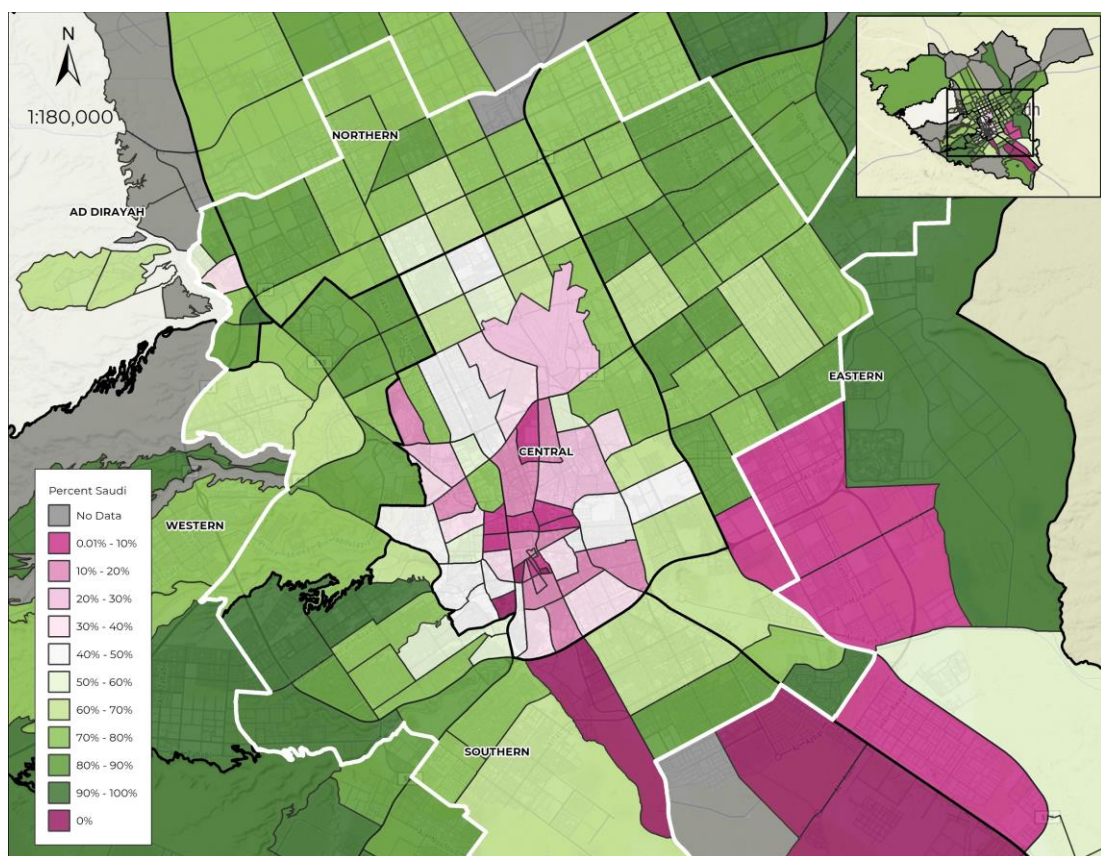 N
1:180,000
NORTHERN
AD DIRAYAH
EASTERN
CENTRAL
WESTERN
SOUTHERN
Percent Saudi
No Data
0.01% - 10%
10% - 20%
20% - 30%
30% - 40%
40% - 50%
50% - 60%
60% - 70%
70% - 80%
80% - 90%
90% - 100%
0%